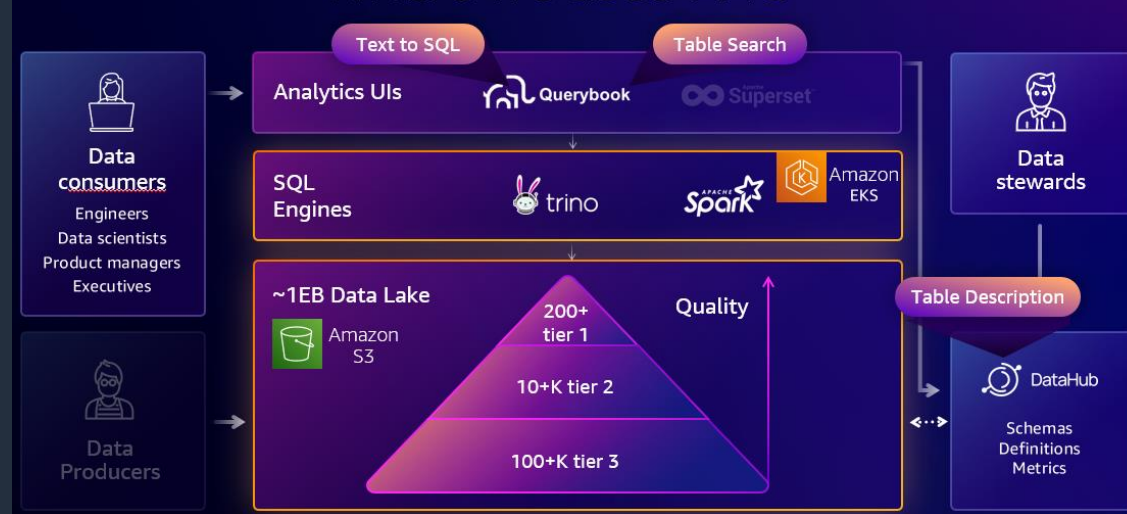 Text to SQL
Table Search
Data
consumers
Engineers
Data scientists
Product managers
Executives
Analytics UIs
Querybook
Superset
Data
stewards
SQL
Engines
trino
APACHE
Spark
Amazon
EKS
~1EB Data Lake
Amazon
S3
200+
tier 1
10+K tier 2
100+K tier 3
Quality
Table Description
DataHub
Schemas
Definitions
Metrics
Data
Producers